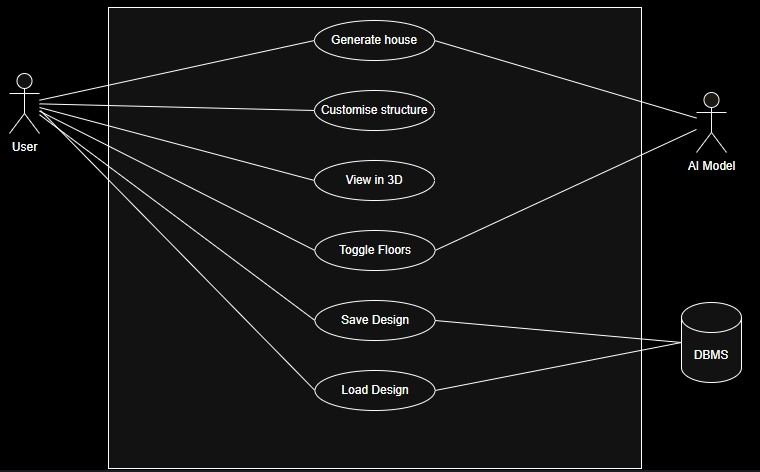 Generate house
Customise structure
User
AI Model
View in 3D
Toggle Floors
Save Design
DBMS
Load Design